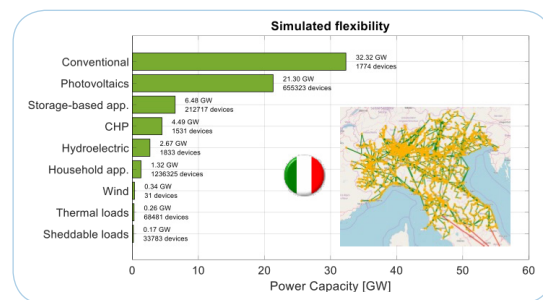 Simulated flexibility
Conventional
32.32 GW
1774 devices
Photovoltaics
21.30 GW
655323 devices
Storage-based app.
6.48 GW
212717 devices
CHP
4.49 GW
1531 devices
Hydroelectric
2.67 GW
1833 devices
Household app.
1.32 GW
1236325 devices
Wind
0.34 GW
31 devices
Thermal loads
0.26 GW
68481 devices
Sheddable loads
0.17 GW
33783 devices
0 10 20 30 40 50 60
Power Capacity [GW]